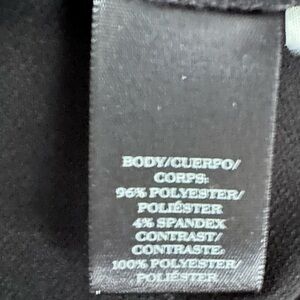 BODY/CUERPO/
CORPS:
96% POLYESTER/
POLIÉSTER
4% SPANDEX
CONTRAST/
CONTRASTE:
100% POLYESTER/
POLIÉSTER